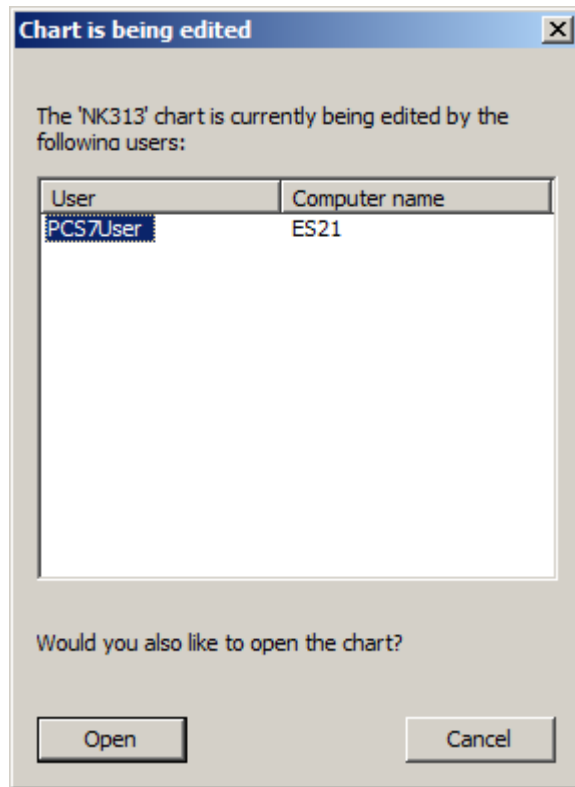 Chart is being edited
The 'NK313' chart is currently being edited by the
following users:
User Computer name
PCS7User ES21
Would you also like to open the chart?
Open Cancel